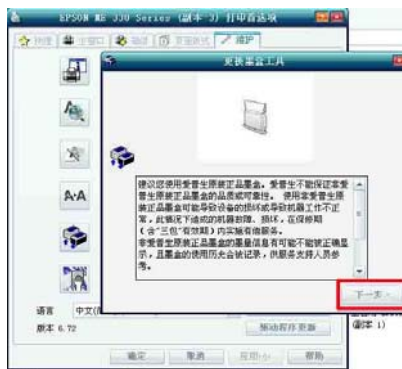 EPSON ME 330 Series (副本 3) 打印首选项
维护
更换墨盒工具
建议您使用爱普生原装正品墨盒。爱普生不能保证非爱
普生原装正品墨盒的品质或可靠性。 使用非爱普生原
装正品墨盒可能导致设备的损坏或导致机器工作不正
常，此情况下造成的机器故障、损坏，在保修期
（含“三包”有效期）内实施有偿服务。
非爱普生原装正品墨盒的墨量信息有可能不能被正确显
示，且墨盒的使用历史会被记录，供服务支持人员参
考。
下一步
语言
中文(
版本 6.72
驱动程序更新
(副本 1)
确定
取消
应用(A)
帮助